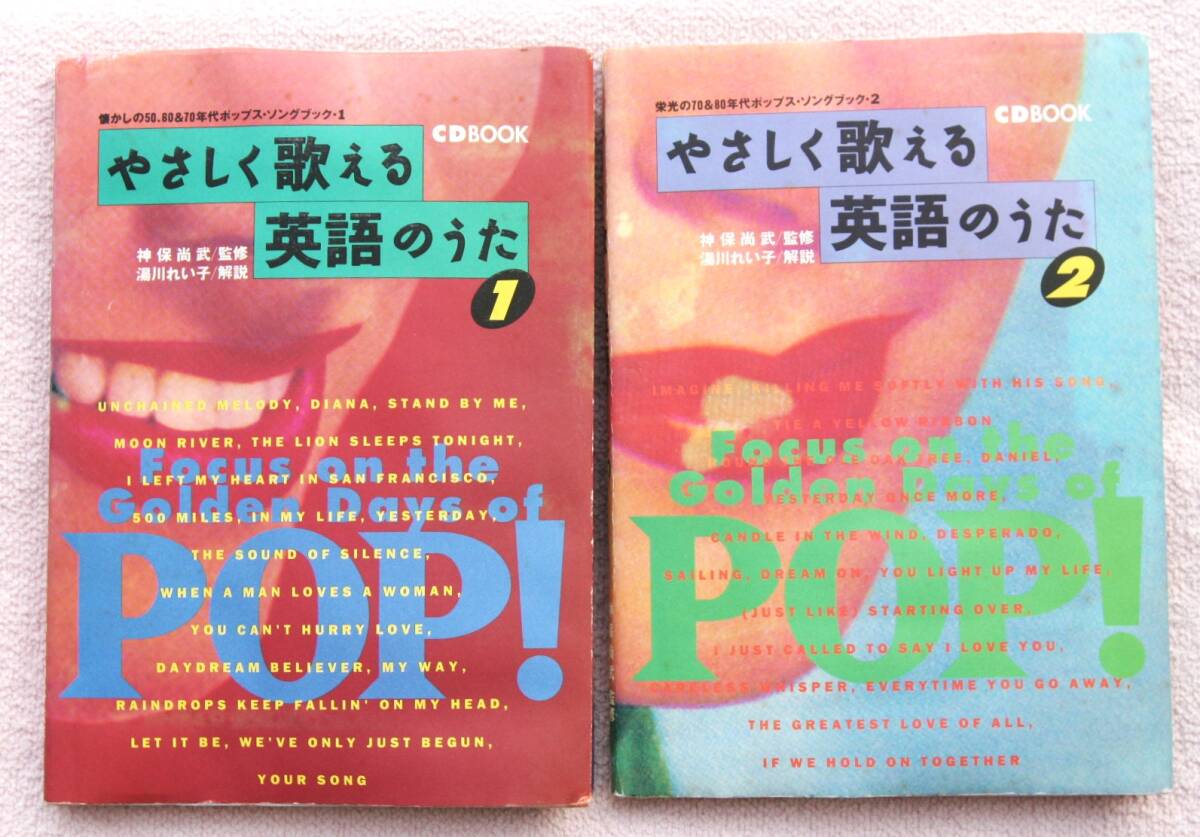 懐かしの50.60&70年代ポップス・ソングブック・1
CDBOOK
やさしく歌える
英語のうた
神保尚武/監修
湯川れい子/解説
1
UNCHAINED MELODY, DIANA, STAND BY ME,
MOON RIVER, THE LION SLEEPS TONIGHT,
Focus on the
I LEFT MY HEART IN SAN FRANCISCO,
Golden Days of
500 MILES, IN MY LIFE, YESTERDAY,
POP!
THE SOUND OF SILENCE,
WHEN A MAN LOVES A WOMAN,
YOU CAN'T HURRY LOVE,
DAYDREAM BELIEVER, MY WAY,
RAINDROPS KEEP FALLIN' ON MY HEAD,
LET IT BE, WE'VE ONLY JUST BEGUN,
YOUR SONG
栄光の70&80年代ポップス・ソングブック・2
CDBOOK
やさしく歌える
英語のうた
神保尚武/監修
湯川れい子/解説
2
IMAGINE, KILLING ME SOFTLY WITH HIS SONG,
TIE A YELLOW RIBBON
Focus on the
ROUND THE OLE OAK TREE, DANIEL,
Golden Days of
YESTERDAY ONCE MORE,
POP!
CANDLE IN THE WIND, DESPERADO,
SAILING, DREAM ON, YOU LIGHT UP MY LIFE,
(JUST LIKE) STARTING OVER,
I JUST CALLED TO SAY I LOVE YOU,
CARELESS WHISPER, EVERYTIME YOU GO AWAY,
THE GREATEST LOVE OF ALL,
IF WE HOLD ON TOGETHER